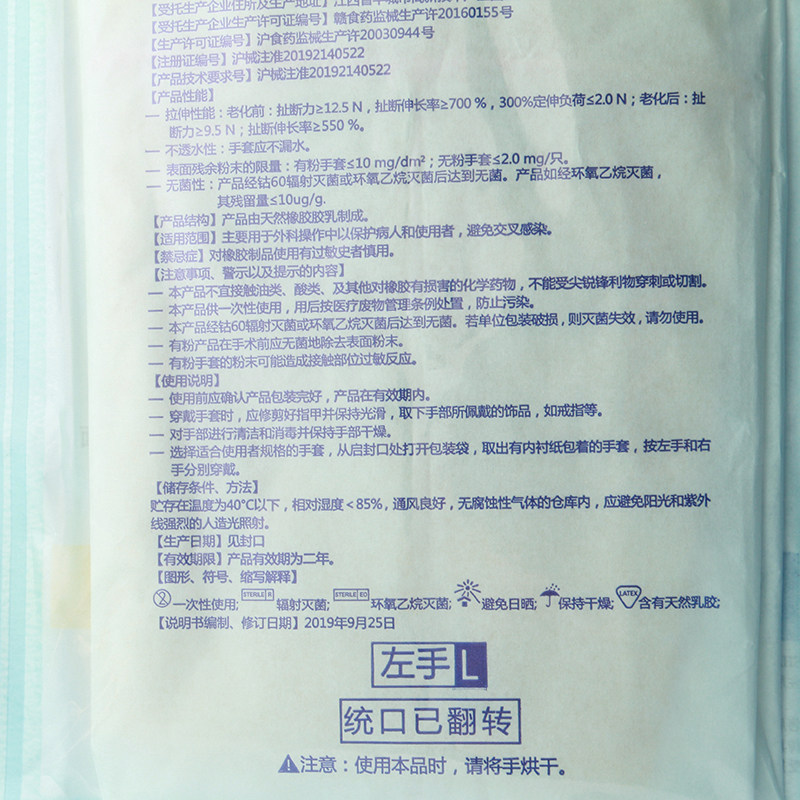 【受托生产企业住所及生产地址】江西省
【受托生产企业生产许可证编号】赣食药监械生产许20160155号
【生产许可证编号】沪食药监械生产许20030944号
【注册证编号】沪械注准20192140522
【产品技术要求号】沪械注准20192140522
【产品性能】
— 拉伸性能：老化前：扯断力≥12.5 N，扯断伸长率≥700 %，300%定伸负荷≤2.0 N；老化后：扯
断力≥9.5 N；扯断伸长率≥550 %。
— 不透水性：手套应不漏水。
— 表面残余粉末的限量：有粉手套≤10 mg/dm²；无粉手套≤2.0 mg/只。
— 无菌性：产品经钴60辐射灭菌或环氧乙烷灭菌后达到无菌。产品如经环氧乙烷灭菌，
其残留量≤10ug/g.
【产品结构】产品由天然橡胶胶乳制成。
【适用范围】主要用于外科操作中以保护病人和使用者，避免交叉感染。
【禁忌症】对橡胶制品使用有过敏史者慎用。
【注意事项、警示以及提示的内容】
— 本产品不宜接触油类、酸类、及其他对橡胶有损害的化学药物，不能受尖锐锋利物穿刺或切割。
— 本产品供一次性使用，用后按医疗废物管理条例处置，防止污染。
— 本产品经钴60辐射灭菌或环氧乙烷灭菌后达到无菌。若单位包装破损，则灭菌失效，请勿使用。
— 有粉产品在手术前应无菌地除去表面粉末。
— 有粉手套的粉末可能造成接触部位过敏反应。
【使用说明】
— 使用前应确认产品包装完好，产品在有效期内。
— 穿戴手套时，应修剪好指甲并保持光滑，取下手部所佩戴的饰品，如戒指等。
— 对手部进行清洁和消毒并保持手部干燥。
— 选择适合使用者规格的手套，从启封口处打开包装袋，取出有内衬纸包着的手套，按左手和右
手分别穿戴。
【储存条件、方法】
贮存在温度为40°C以下，相对湿度＜85%，通风良好，无腐蚀性气体的仓库内，应避免阳光和紫外
线强烈的人造光照射。
【生产日期】见封口
【有效期限】产品有效期为二年。
【图形、符号、缩写解释】
②一次性使用; STERILE R 辐射灭菌; STERILE EO 环氧乙烷灭菌; 避免日晒; 保持干燥; LATEX 含有天然乳胶;
【说明书编制、修订日期】2019年9月25日
左手 L
统口已翻转
注意：使用本品时，请将手烘干。